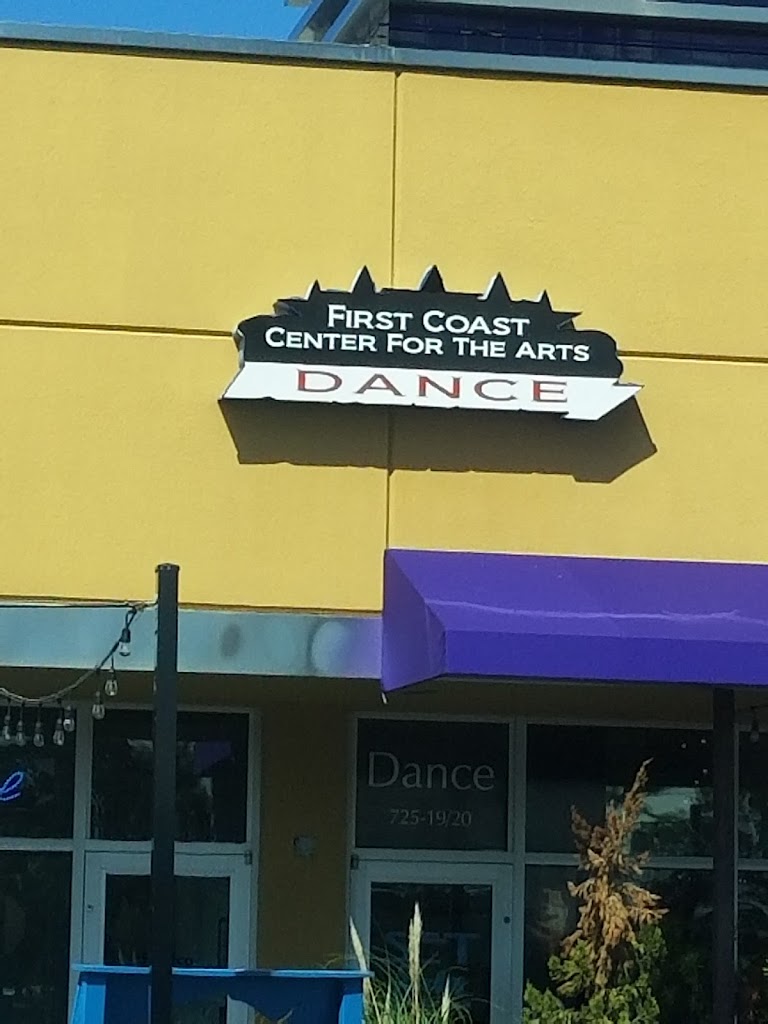 First Coast
Center For The Arts
DANCE
Dance
725-19/20